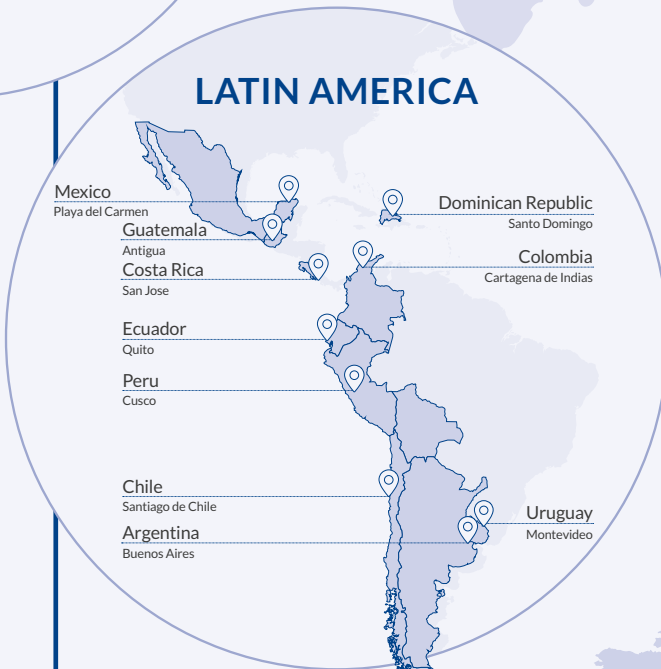 LATIN AMERICA
Mexico
Playa del Carmen
Guatemala
Antigua
Costa Rica
San Jose
Ecuador
Quito
Peru
Cusco
Chile
Santiago de Chile
Argentina
Buenos Aires
Dominican Republic
Santo Domingo
Colombia
Cartagena de Indias
Uruguay
Montevideo